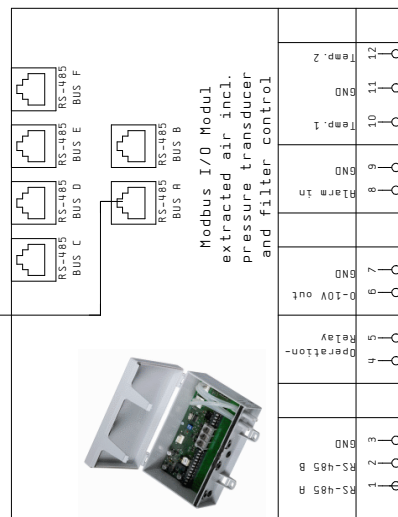 RS-485
BUS F
RS-485
BUS E
RS-485
BUS D
RS-485
BUS C
RS-485
BUS B
RS-485
BUS A
Modbus I/O Modul
extracted air incl.
pressure transducer
and filter control
Temp.2
12
GND
11
Temp.1
10
GND
9
Alarm in
8
GND
7
0-10V out
6
Operation-
Relay
5
4
GND
3
RS-485 B
2
RS-485 A
1